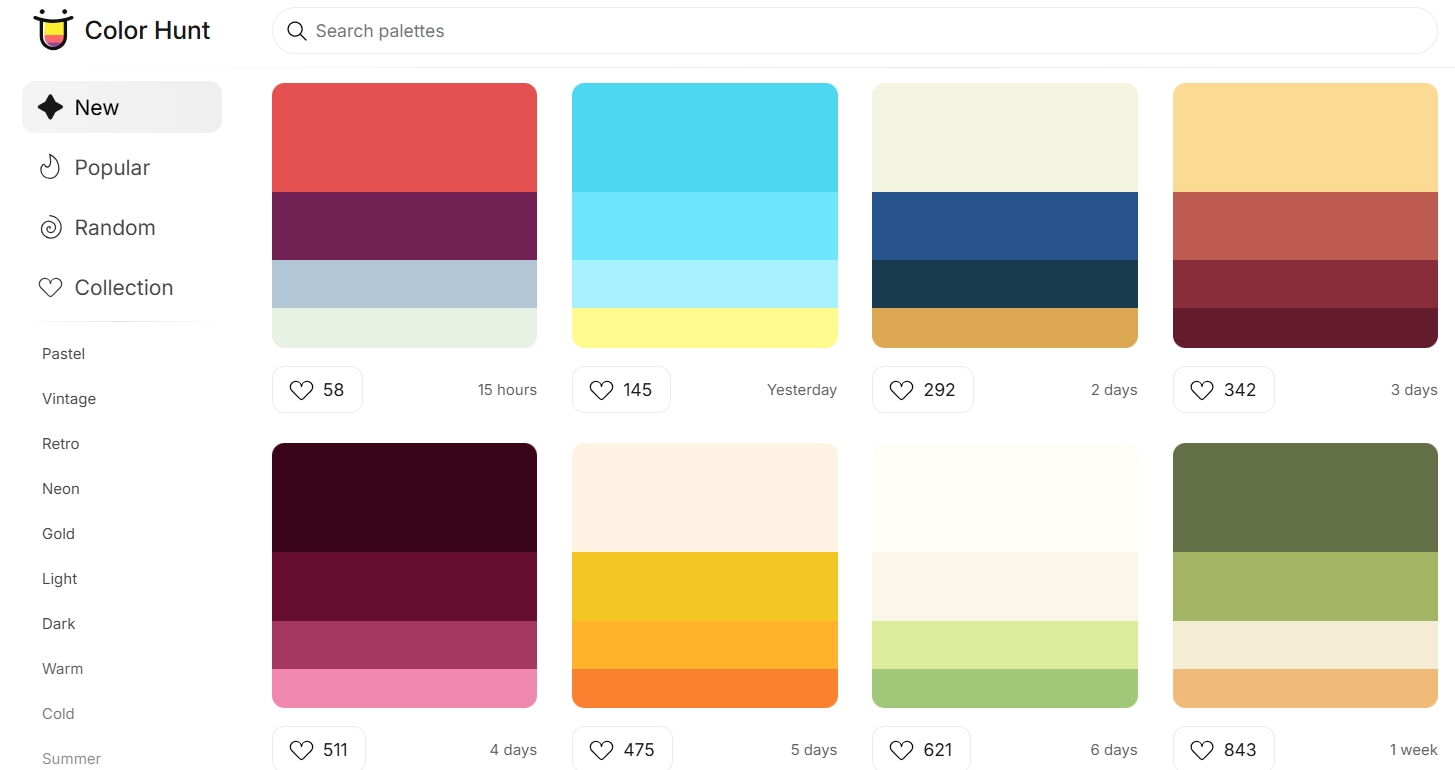 Color Hunt
Search palettes
New
Popular
Random
Collection
Pastel
Vintage
Retro
Neon
Gold
Light
Dark
Warm
Cold
Summer
58
15 hours
145
Yesterday
292
2 days
342
3 days
511
4 days
475
5 days
621
6 days
843
1 week